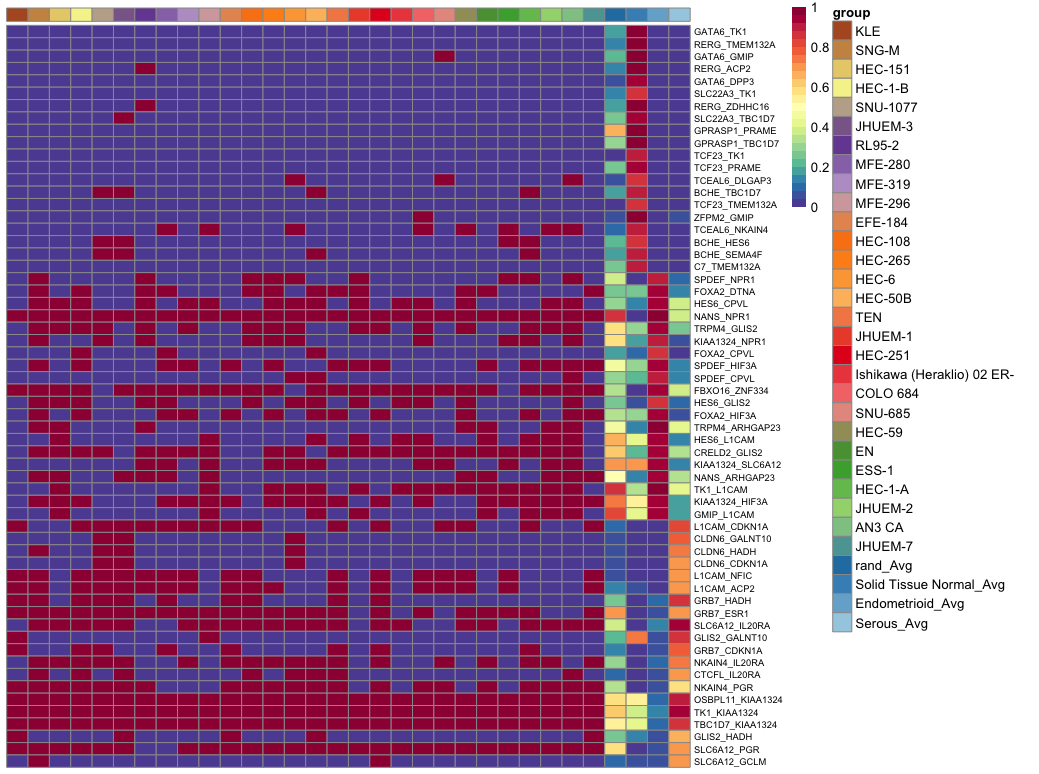 GATA6_TK1
RERG_TMEM132A
GATA6_GMIP
RERG_ACP2
GATA6_DPP3
SLC22A3_TK1
RERG_ZDHHC16
SLC22A3_TBC1D7
GPRASP1_PRAME
GPRASP1_TBC1D7
TCF23_TK1
TCF23_PRAME
TCEAL6_DLGAP3
BCHE_TBC1D7
TCF23_TMEM132A
ZFPM2_GMIP
TCEAL6_NKAIN4
BCHE_HES6
BCHE_SEMA4F
C7_TMEM132A
SPDEF_NPR1
FOXA2_DTNA
HES6_CPVL
NANS_NPR1
TRPM4_GLIS2
KIAA1324_NPR1
FOXA2_CPVL
SPDEF_HIF3A
SPDEF_CPVL
FBXO16_ZNF334
HES6_GLIS2
FOXA2_HIF3A
TRPM4_ARHGAP23
HES6_L1CAM
CRELD2_GLIS2
KIAA1324_SLC6A12
NANS_ARHGAP23
TK1_L1CAM
KIAA1324_HIF3A
GMIP_L1CAM
L1CAM_CDKN1A
CLDN6_GALNT10
CLDN6_HADH
CLDN6_CDKN1A
L1CAM_NFIC
L1CAM_ACP2
GRB7_HADH
GRB7_ESR1
SLC6A12_IL20RA
GLIS2_GALNT10
GRB7_CDKN1A
NKAIN4_IL20RA
CTCFL_IL20RA
NKAIN4_PGR
OSBPL11_KIAA1324
TK1_KIAA1324
TBC1D7_KIAA1324
GLIS2_HADH
SLC6A12_PGR
SLC6A12_GCLM
1
0.8
0.6
0.4
0.2
0
group
KLE
SNG-M
HEC-151
HEC-1-B
SNU-1077
JHUEM-3
RL95-2
MFE-280
MFE-319
MFE-296
EFE-184
HEC-108
HEC-265
HEC-6
HEC-50B
TEN
JHUEM-1
HEC-251
Ishikawa (Heraklio) 02 ER-
COLO 684
SNU-685
HEC-59
EN
ESS-1
HEC-1-A
JHUEM-2
AN3 CA
JHUEM-7
rand_Avg
Solid Tissue Normal_Avg
Endometrioid_Avg
Serous_Avg